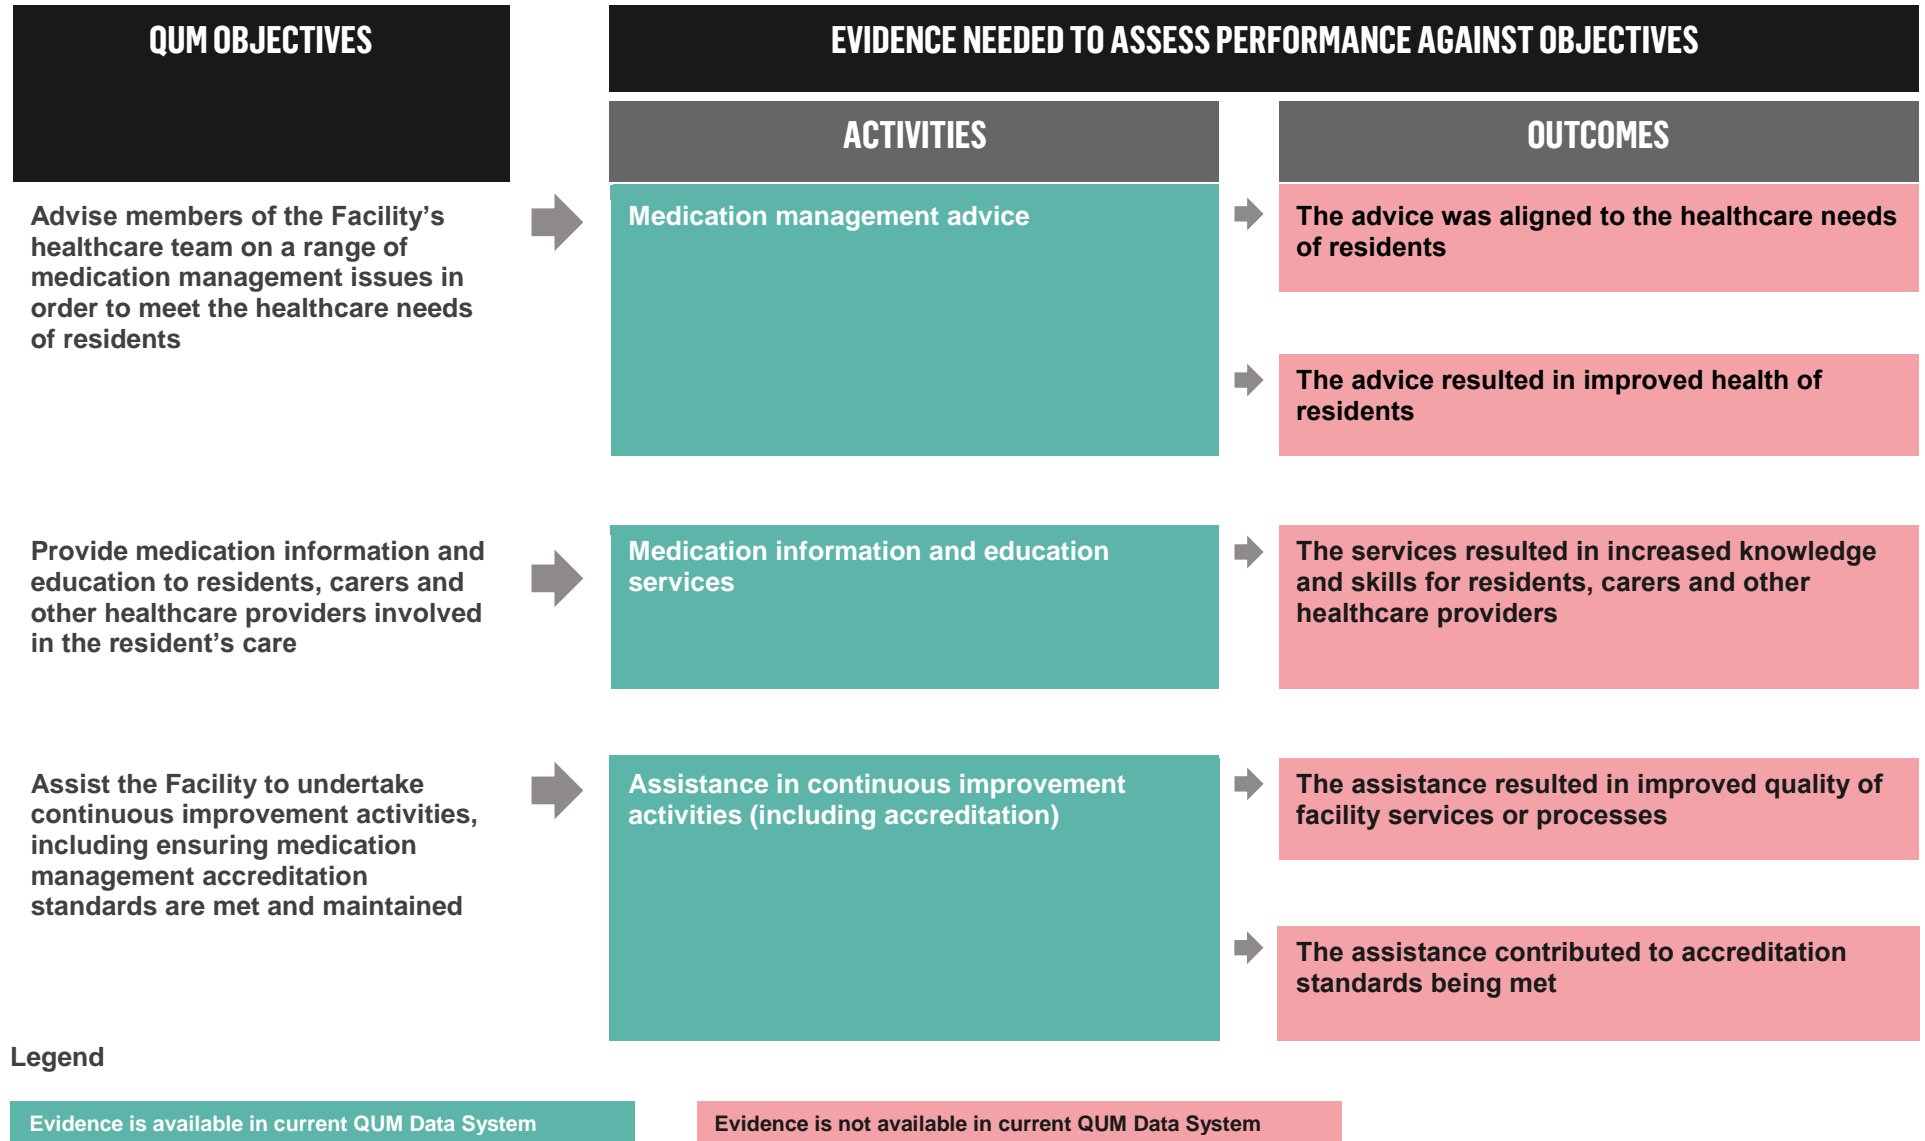 QUM OBJECTIVES
EVIDENCE NEEDED TO ASSESS PERFORMANCE AGAINST OBJECTIVES
ACTIVITIES
OUTCOMES
Advise members of the Facility’s
healthcare team on a range of
medication management issues in
order to meet the healthcare needs
of residents
Medication management advice
The advice was aligned to the healthcare needs
of residents
The advice resulted in improved health of
residents
Provide medication information and
education to residents, carers and
other healthcare providers involved
in the resident’s care
Medication information and education
services
The services resulted in increased knowledge
and skills for residents, carers and other
healthcare providers
Assist the Facility to undertake
continuous improvement activities,
including ensuring medication
management accreditation
standards are met and maintained
Assistance in continuous improvement
activities (including accreditation)
The assistance resulted in improved quality of
facility services or processes
The assistance contributed to accreditation
standards being met
Legend
Evidence is available in current QUM Data System
Evidence is not available in current QUM Data System